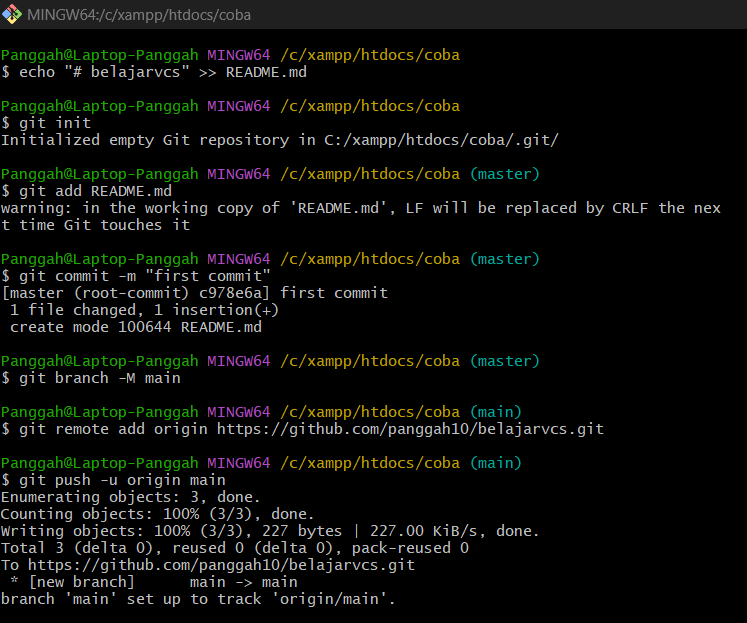 MINGW64:/c/xampp/htdocs/coba
Panggah@Laptop-Panggah MINGW64 /c/xampp/htdocs/coba
$ echo "# belajarvcs" >> README.md
Panggah@Laptop-Panggah MINGW64 /c/xampp/htdocs/coba
$ git init
Initialized empty Git repository in C:/xampp/htdocs/coba/.git/
Panggah@Laptop-Panggah MINGW64 /c/xampp/htdocs/coba (master)
$ git add README.md
warning: in the working copy of 'README.md', LF will be replaced by CRLF the nex
t time Git touches it
Panggah@Laptop-Panggah MINGW64 /c/xampp/htdocs/coba (master)
$ git commit -m "first commit"
[master (root-commit) c978e6a] first commit
 1 file changed, 1 insertion(+)
 create mode 100644 README.md
Panggah@Laptop-Panggah MINGW64 /c/xampp/htdocs/coba (master)
$ git branch -M main
Panggah@Laptop-Panggah MINGW64 /c/xampp/htdocs/coba (main)
$ git remote add origin https://github.com/panggah10/belajarvcs.git
Panggah@Laptop-Panggah MINGW64 /c/xampp/htdocs/coba (main)
$ git push -u origin main
Enumerating objects: 3, done.
Counting objects: 100% (3/3), done.
Writing objects: 100% (3/3), 227 bytes | 227.00 KiB/s, done.
Total 3 (delta 0), reused 0 (delta 0), pack-reused 0
To https://github.com/panggah10/belajarvcs.git
 * [new branch]      main -> main
branch 'main' set up to track 'origin/main'.